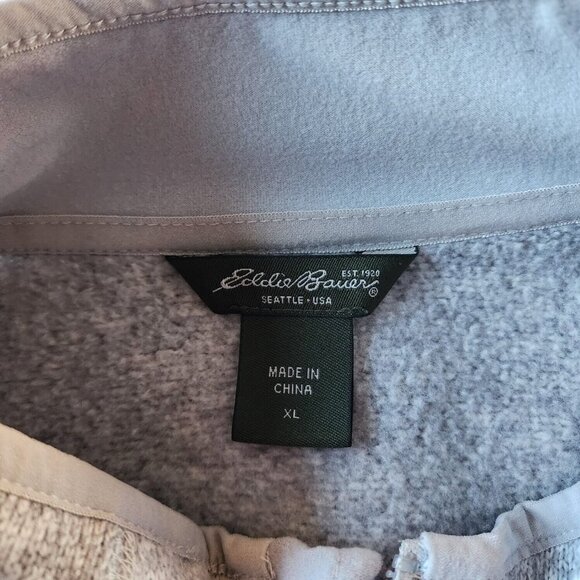 EST. 1920
Eddie Bauer®
SEATTLE • USA
MADE IN
CHINA
XL